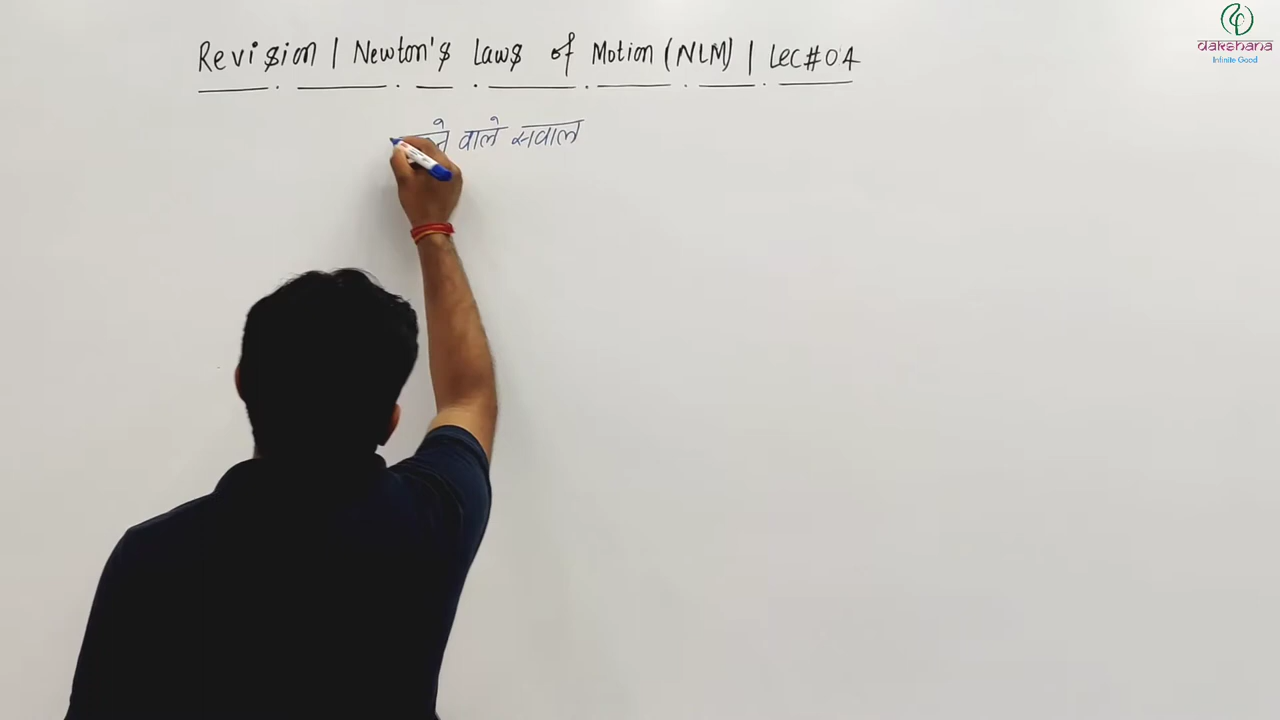 Revision | Newton's Laws of Motion (NLM) | Lec#04
वाले सवाल
dakshana
Infinite Good